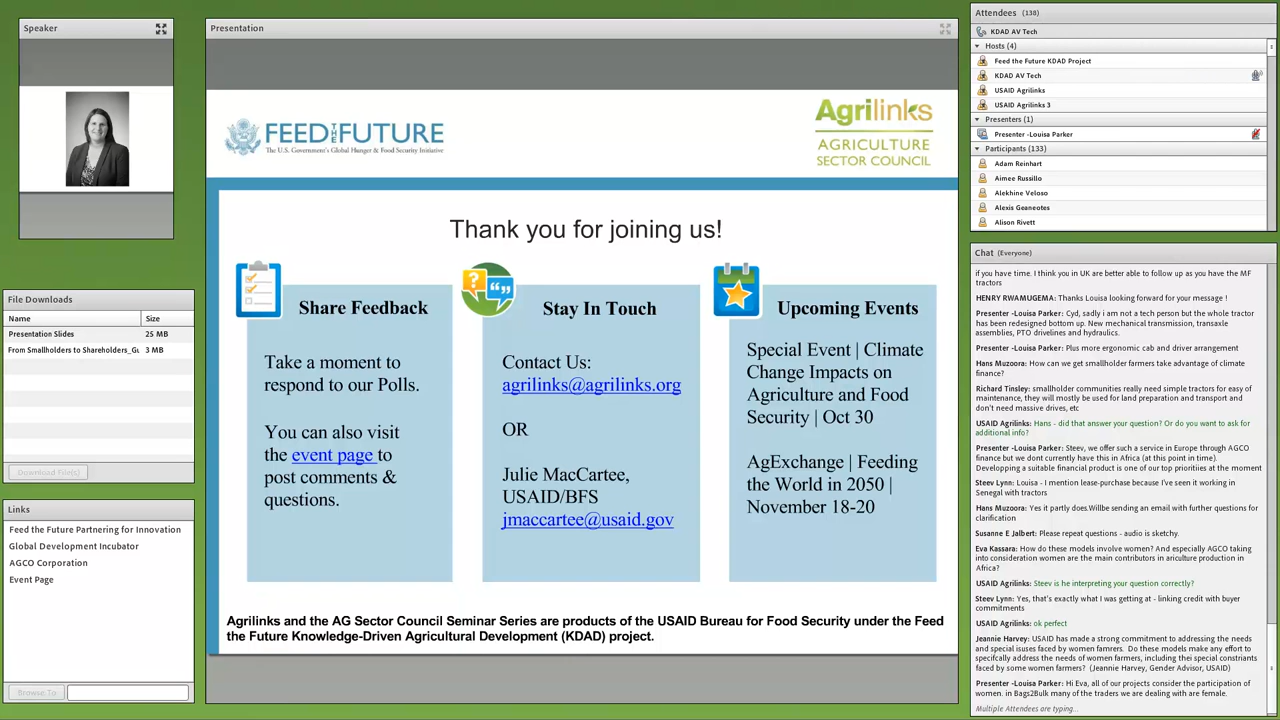 Speaker
File Downloads
Name Size
Presentation Slides 25 MB
From Smallholders to Shareholders_Gu 3 MB
Download File(s)
Links
Feed the Future Partnering for Innovation
Global Development Incubator
AGCO Corporation
Event Page
Browse To
Presentation
FEED THE FUTURE
The U.S. Government's Global Hunger & Food Security Initiative
Agrilinks
AGRICULTURE
SECTOR COUNCIL
Thank you for joining us!
Share Feedback
Take a moment to
respond to our Polls.
You can also visit
the event page to
post comments &
questions.
Stay In Touch
Contact Us:
agrilinks@agrilinks.org
OR
Julie MacCartee,
USAID/BFS
jmaccartee@usaid.gov
Upcoming Events
Special Event | Climate
Change Impacts on
Agriculture and Food
Security | Oct 30
AgExchange | Feeding
the World in 2050 |
November 18-20
Agrilinks and the AG Sector Council Seminar Series are products of the USAID Bureau for Food Security under the Feed
the Future Knowledge-Driven Agricultural Development (KDAD) project.
Attendees (138)
KDAD AV Tech
Hosts (4)
Feed the Future KDAD Project
KDAD AV Tech
USAID Agrilinks
USAID Agrilinks 3
Presenters (1)
Presenter -Louisa Parker
Participants (133)
Adam Reinhart
Aimee Russillo
Alekhine Veloso
Alexis Geaneotes
Alison Rivett
Chat (Everyone)
if you have time. I think you in UK are better able to follow up as you have the MF
tractors
HENRY RWAMUGEMA: Thanks Louisa looking forward for your message !
Presenter -Louisa Parker: Cyd, sadly i am not a tech person but the whole tractor
has been redesigned bottom up. New mechanical transmission, transaxle
assemblies, PTO drivelines and hydraulics.
Presenter -Louisa Parker: Plus more ergonomic cab and driver arrangement
Hans Muzoora: How can we get smallholder farmers take advantage of climate
finance?
Richard Tinsley: smallholder communities really need simple tractors for easy of
maintenance, they will mostly be used for land preparation and transport and
don't need massive drives, etc
USAID Agrilinks: Hans - did that answer your question? Or do you want to ask for
additional info?
Presenter -Louisa Parker: Steev, we offer such a service in Europe through AGCO
finance but we dont currently have this in Africa (at this point in time).
Developping a suitable financial product is one of our top priorities at the moment
Steev Lynn: Louisa - I mention lease-purchase because I've seen it working in
Senegal with tractors
Hans Muzoora: Yes it partly does.Willbe sending an email with further questions for
clarification
Susanne E Jalbert: Please repeat questions - audio is sketchy.
Eva Kassara: How do these models involve women? And especially AGCO taking
into consideration women are the main contributors in ariculture production in
Africa?
USAID Agrilinks: Steev is he interpreting your question correctly?
Steev Lynn: Yes, that's exactly what I was getting at - linking credit with buyer
commitments
USAID Agrilinks: ok perfect
Jeannie Harvey: USAID has made a strong commitment to addressing the needs
and special isuses faced by women famrers. Do these models make any effort to
specifcally address the needs of women farmers, including thei special constriants
faced by some women farmers? (Jeannie Harvey, Gender Advisor, USAID)
Presenter -Louisa Parker: Hi Eva, all of our projects consider the participation of
women. in Bags2Bulk many of the traders we are dealing with are female.
Multiple Attendees are typing...